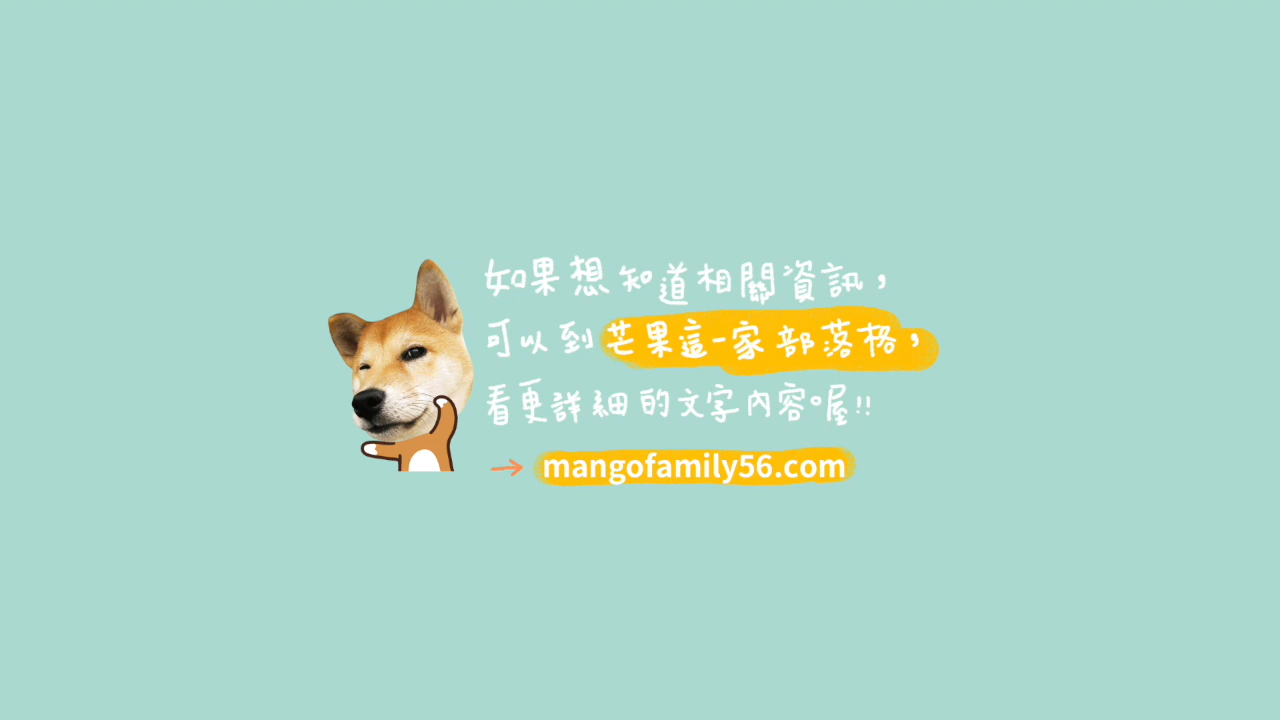 如果想知道相關資訊，
可以到芒果這一家部落格，
看更詳細的文字內容喔!!
→ mangofamily56.com